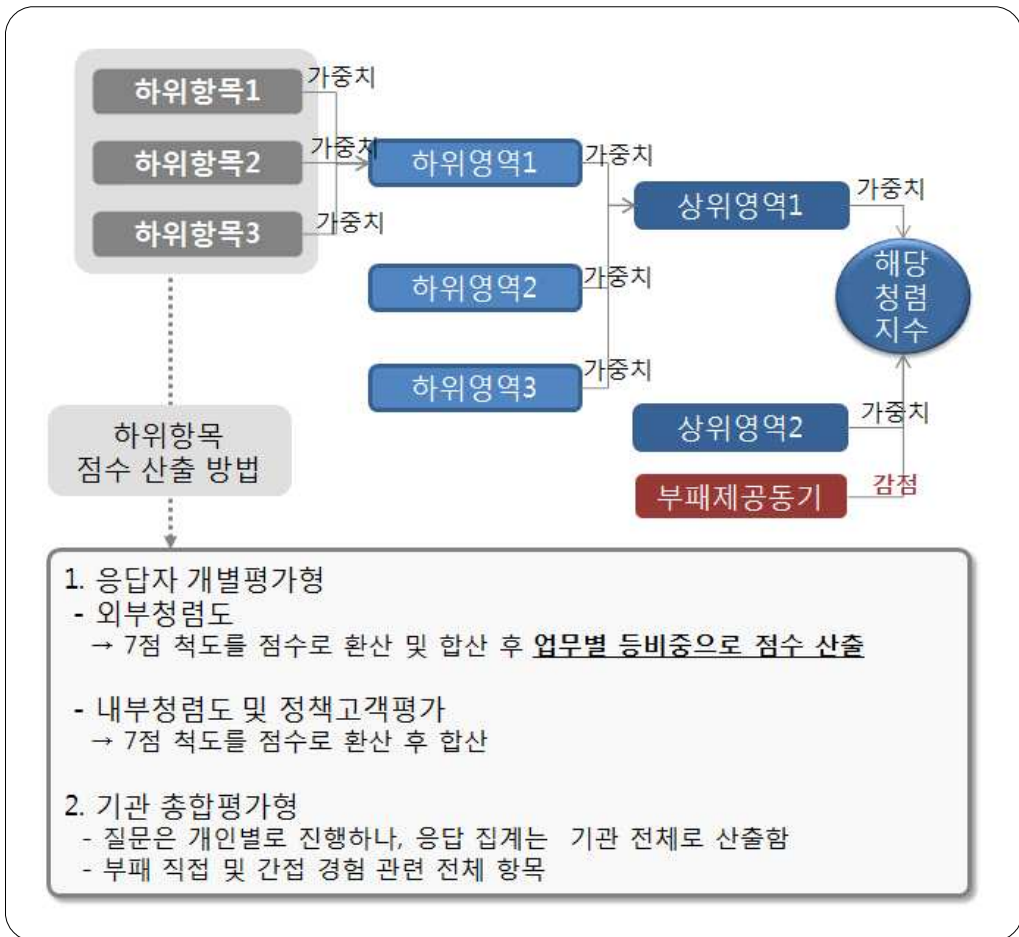 하위항목1
가중치
하위항목2
가중치
하위항목3
가중치
하위영역1
가중치
하위영역2
가중치
하위영역3
가중치
상위영역1
가중치
해당
청렴
지수
상위영역2
가중치
부패제공동기
감점
하위항목
점수 산출 방법
1. 응답자 개별평가형
- 외부청렴도
→ 7점 척도를 점수로 환산 및 합산 후 업무별 등비중으로 점수 산출
- 내부청렴도 및 정책고객평가
→ 7점 척도를 점수로 환산 후 합산
2. 기관 총합평가형
- 질문은 개인별로 진행하나, 응답 집계는 기관 전체로 산출함
- 부패 직접 및 간접 경험 관련 전체 항목